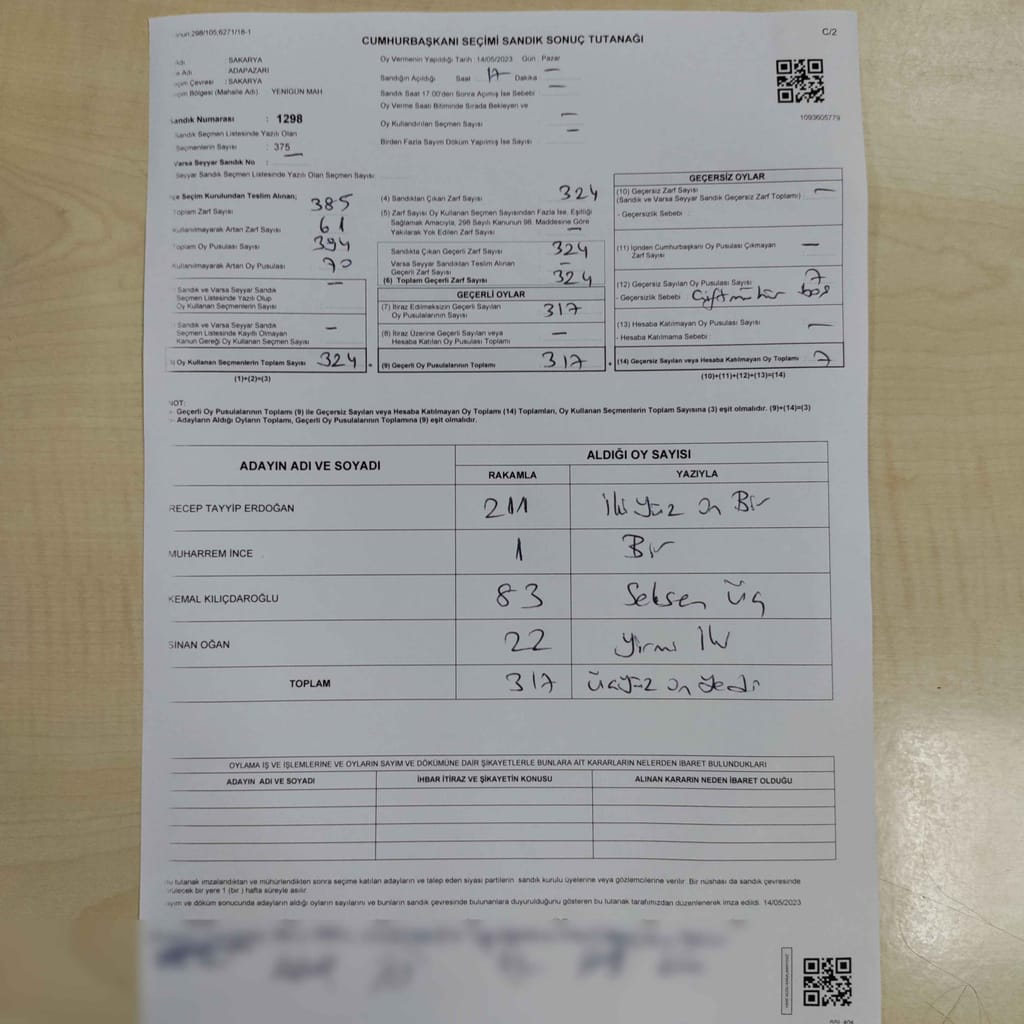 298/105,6271/18-1
C/2
CUMHURBAŞKANI SEÇİMİ SANDIK SONUÇ TUTANAĞI
: SAKARYA
: ADAPAZARI
Çevresi : SAKARYA
Bölgesi (Mahalle Adı) YENİGÜN MAH
Sandık Numarası : 1298
Sandık Seçmen Listesinde Yazılı Olan
Seçmenlerin Sayısı : 375
Varsa Seyyar Sandık No :
Seyyar Sandık Seçmen Listesinde Yazılı Olan Seçmen Sayısı:
Oy Vermenin Yapıldığı Tarih : 14/05/2023 Gün : Pazar
Sandığın Açıldığı Saat 17 Dakika —
Sandık Saat 17.00'den Sonra Açımış İse Sebebi —
Oy Verme Saati Bitiminde Sırada Bekleyen ve
Oy Kullandırılan Seçmen Sayısı —
Birden Fazla Sayım Döküm Yapılmış İse Sayısı —
1093605779
Seçim Kurulundan Teslim Alınan;
Toplam Zarf Sayısı 385
Kullanılmayarak Artan Zarf Sayısı 61
Toplam Oy Pusulası Sayısı 394
Kullanılmayarak Artan Oy Pusulası 70
Sandık ve Varsa Seyyar Sandık
Seçmen Listesinde Yazılı Olup
Oy Kullanan Seçmenlerin Sayısı —
Sandık ve Varsa Seyyar Sandık
Seçmen Listesinde Kayıtlı Olmayan
Kanun Gereği Oy Kullanan Seçmen Sayısı —
Oy Kullanan Seçmenlerin Toplam Sayısı 324
(1)+(2)=(3)
(4) Sandıktan Çıkan Zarf Sayısı 324
(5) Zarf Sayısı Oy Kullanan Seçmen Sayısından Fazla İse, Eşitliği
Sağlamak Amacıyla, 298 Sayılı Kanunun 98. Maddesine Göre
Yakılarak Yok Edilen Zarf Sayısı —
Sandıkta Çıkan Geçerli Zarf Sayısı 324
Varsa Seyyar Sandıktan Teslim Alınan
Geçerli Zarf Sayısı —
(6) Toplam Geçerli Zarf Sayısı 324
GEÇERLİ OYLAR
(7) İtiraz Edilmeksizin Geçerli Sayılan
Oy Pusulalarının Sayısı 317
(8) İtiraz Üzerine Geçerli Sayılan veya
Hesaba Katılan Oy Pusulası Toplamı —
(9) Geçerli Oy Pusulalarının Toplamı 317
GEÇERSİZ OYLAR
(10) Geçersiz Zarf Sayısı —
(Sandık ve Varsa Seyyar Sandık Geçersiz Zarf Toplamı)
- Geçersizlik Sebebi
(11) İçinden Cumhurbaşkanı Oy Pusulası Çıkmayan
Zarf Sayısı —
(12) Geçersiz Sayılan Oy Pusulası Sayısı 7
- Geçersizlik Sebebi Çift mühür boş
(13) Hesaba Katılmayan Oy Pusulası Sayısı —
- Hesaba Katılmama Sebebi
(14) Geçersiz Sayılan veya Hesaba Katılmayan Oy Toplamı 7
(10)+(11)+(12)+(13)=(14)
NOT:
- Geçerli Oy Pusulalarının Toplamı (9) ile Geçersiz Sayılan veya Hesaba Katılmayan Oy Toplamı (14) Toplamları, Oy Kullanan Seçmenlerin Toplam Sayısına (3) eşit olmalıdır. (9)+(14)=(3)
- Adayların Aldığı Oyların Toplamı, Geçerli Oy Pusulalarının Toplamına (9) eşit olmalıdır.
ADAYIN ADI VE SOYADI ALDIĞI OY SAYISI
RAKAMLA YAZIYLA
RECEP TAYYİP ERDOĞAN 211 İki Yüz on Bir
MUHARREM İNCE 1 Bir
KEMAL KILIÇDAROĞLU 83 Seksen Üç
SİNAN OĞAN 22 Yirmi İki
TOPLAM 317 Üçyüz on Yedi
OYLAMA İŞ VE İŞLEMLERİNE VE OYLARIN SAYIM VE DÖKÜMÜNE DAİR ŞİKAYETLERLE BUNLARA AİT KARARLARIN NELERDEN İBARET BULUNDUKLARI
ADAYIN ADI VE SOYADI İHBAR İTİRAZ VE ŞİKAYETİN KONUSU ALINAN KARARIN NEDEN İBARET OLDUĞU
tutanak imzalandıktan ve mühürlendikten sonra seçime katılan adayların ve talep eden siyasi partilerin sandık kurulu üyelerine veya gözlemcilerine verilir. Bir nüshası da sandık çevresinde
bir yere 1 (bir) hafta süreyle asılır.
ve döküm sonucunda adayların aldığı oyların sayılarını ve bunların sandık çevresinde bulunanlara duyurulduğunu gösteren bu tutanak tarafımızdan düzenlenerek imza edildi. 14/05/2023